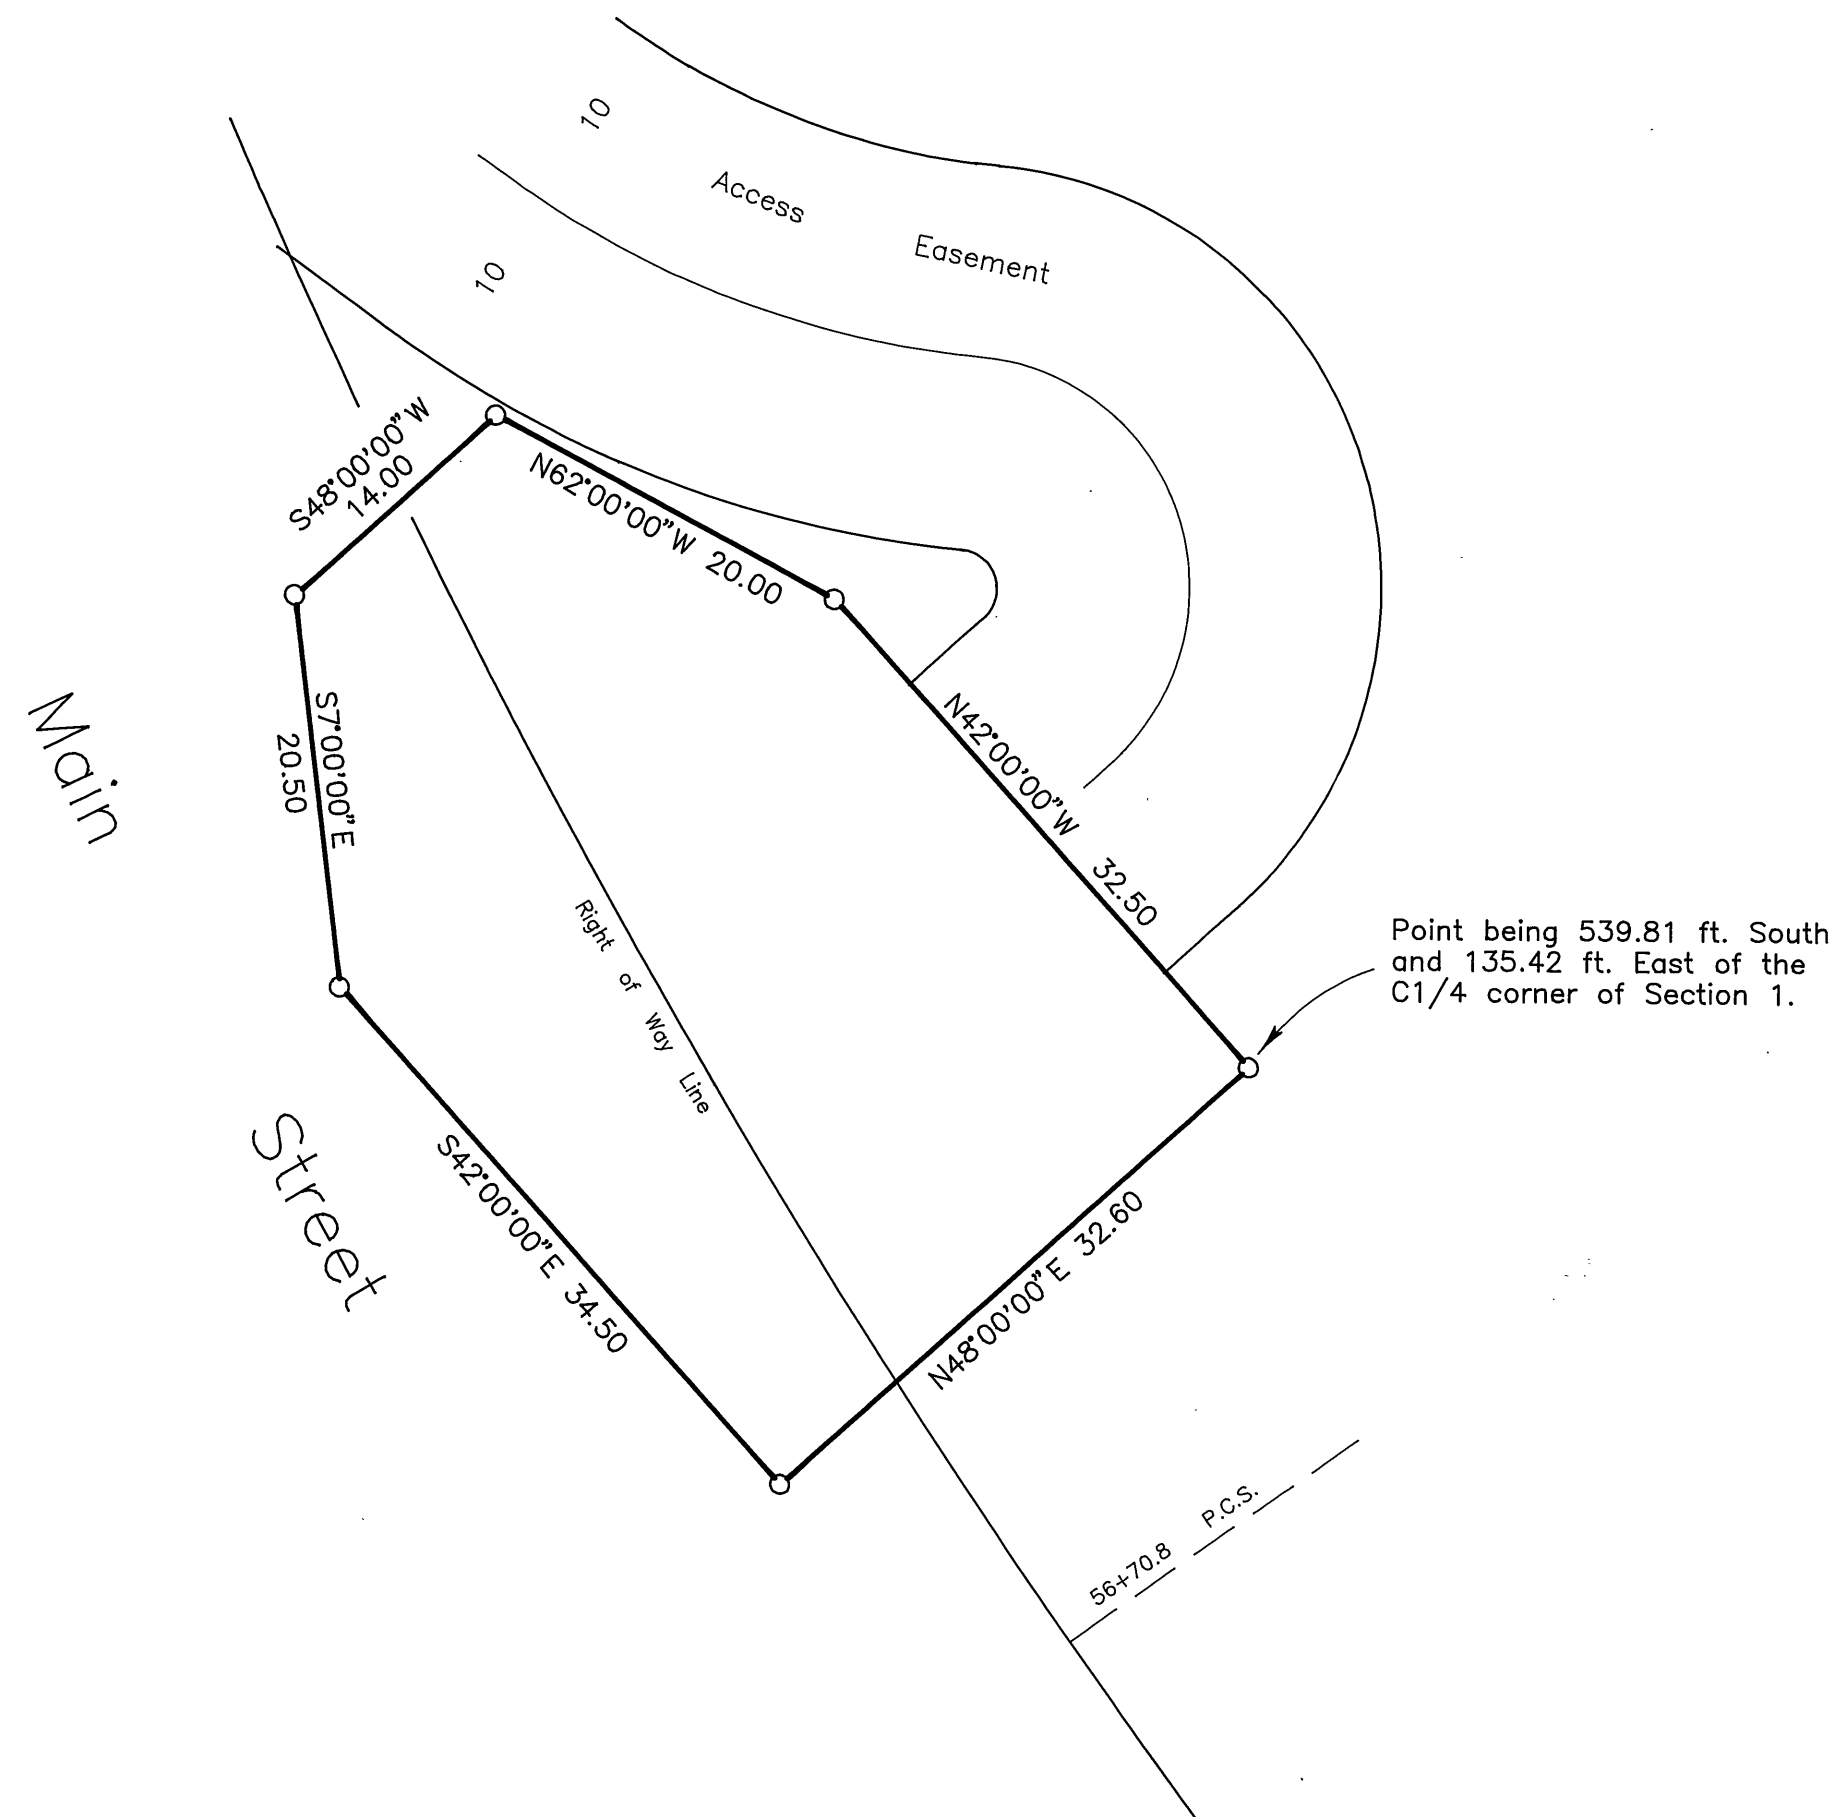 10
Access
Easement
10
S48°00'00"W
14.00
N62°00'00"W 20.00
S7°00'00"E
20.50
N42°00'00"W 32.50
Main
Street
Right of Way Line
Point being 539.81 ft. South
and 135.42 ft. East of the
C1/4 corner of Section 1.
S42°00'00"E 34.50
N48°00'00"E 32.60
56+70.8 P.C.S.